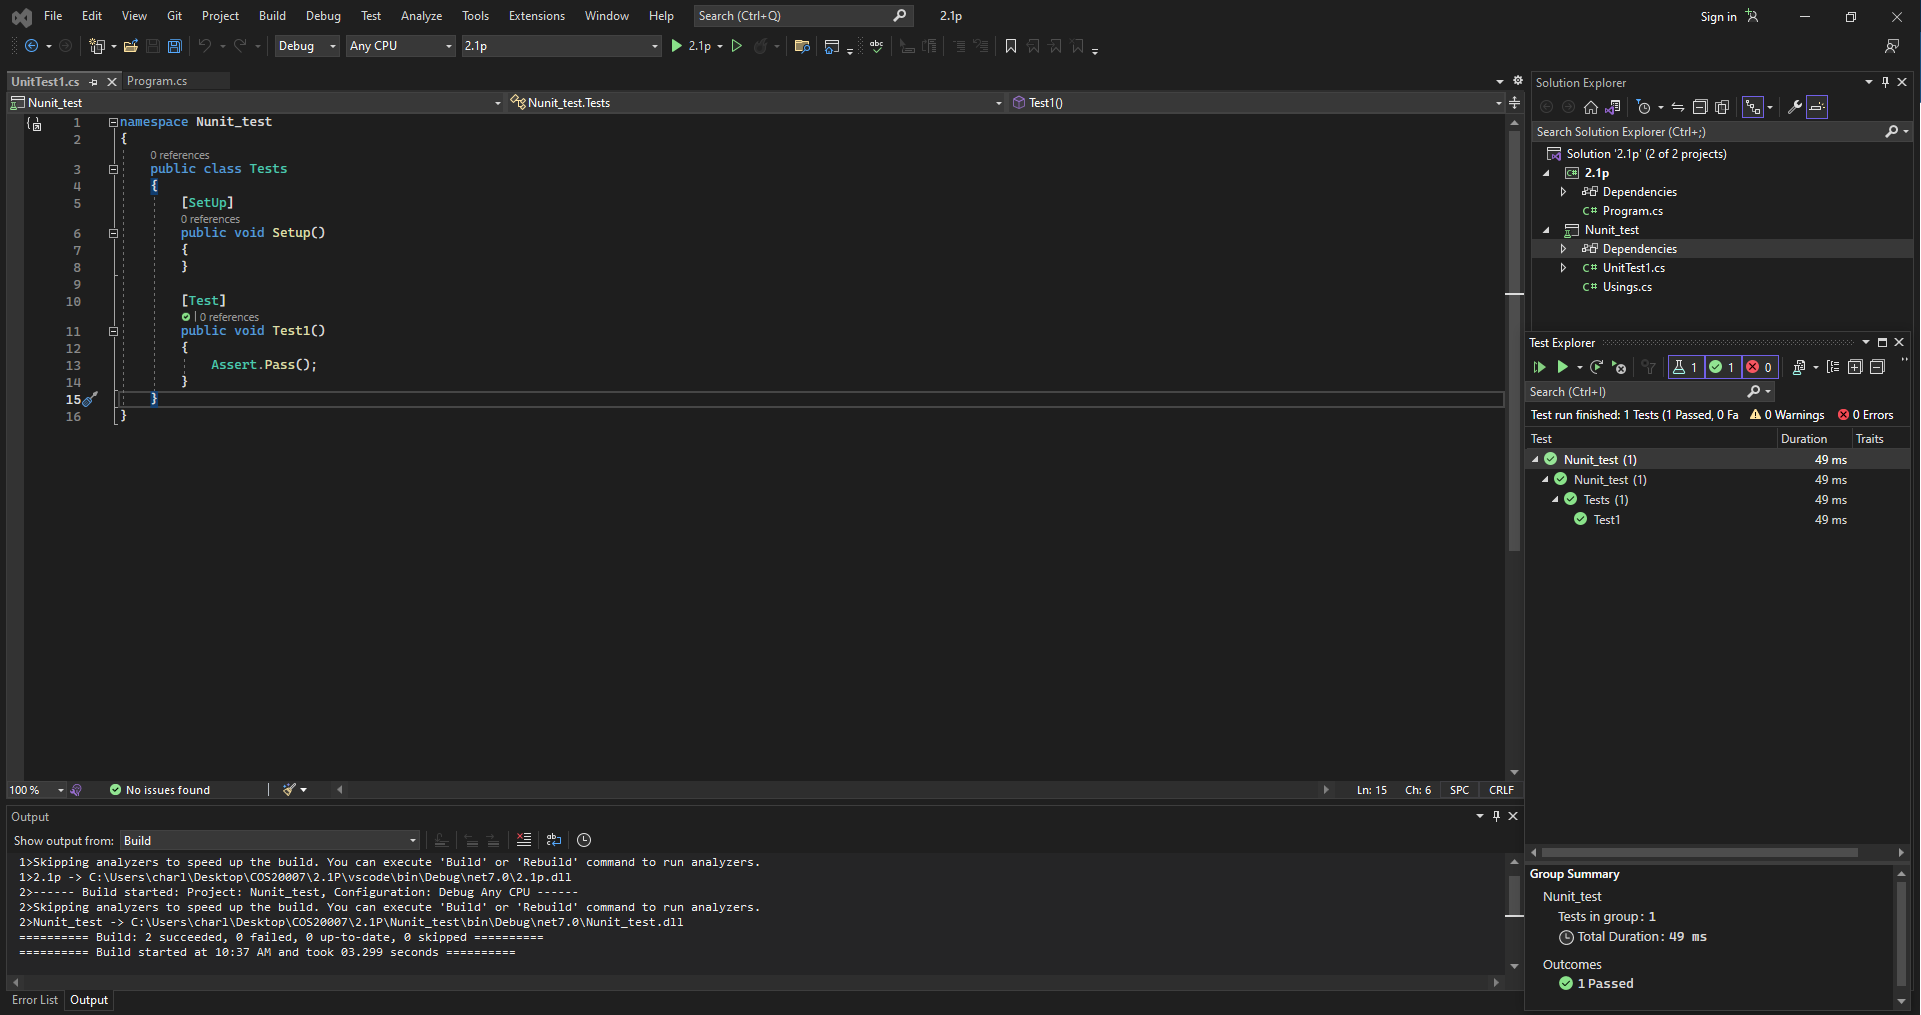 File Edit View Git Project Build Debug Test Analyze Tools Extensions Window Help Search (Ctrl+Q) 2.1p Sign in
Debug Any CPU 2.1p 2.1p
UnitTest1.cs Program.cs
Nunit_test Nunit_test.Tests Test1()
1 namespace Nunit_test
2 {
0 references
3 public class Tests
4 {
5 [SetUp]
0 references
6 public void Setup()
7 {
8 }
9
10 [Test]
| 0 references
11 public void Test1()
12 {
13 Assert.Pass();
14 }
15 }
16 }
100 % No issues found Ln: 15 Ch: 6 SPC CRLF
Output
Show output from: Build
1>Skipping analyzers to speed up the build. You can execute 'Build' or 'Rebuild' command to run analyzers.
1>2.1p -> C:\Users\charl\Desktop\COS20007\2.1P\vscode\bin\Debug\net7.0\2.1p.dll
2>------ Build started: Project: Nunit_test, Configuration: Debug Any CPU ------
2>Skipping analyzers to speed up the build. You can execute 'Build' or 'Rebuild' command to run analyzers.
2>Nunit_test -> C:\Users\charl\Desktop\COS20007\2.1P\Nunit_test\bin\Debug\net7.0\Nunit_test.dll
========== Build: 2 succeeded, 0 failed, 0 up-to-date, 0 skipped ==========
========== Build started at 10:37 AM and took 03.299 seconds ==========
Error List Output
Solution Explorer
Search Solution Explorer (Ctrl+;)
Solution '2.1p' (2 of 2 projects)
2.1p
Dependencies
C# Program.cs
Nunit_test
Dependencies
C# UnitTest1.cs
C# Usings.cs
Test Explorer
1 1 0
Search (Ctrl+I)
Test run finished: 1 Tests (1 Passed, 0 Fa 0 Warnings 0 Errors
Test Duration Traits
Nunit_test (1) 49 ms
Nunit_test (1) 49 ms
Tests (1) 49 ms
Test1 49 ms
Group Summary
Nunit_test
Tests in group: 1
Total Duration: 49 ms
Outcomes
1 Passed